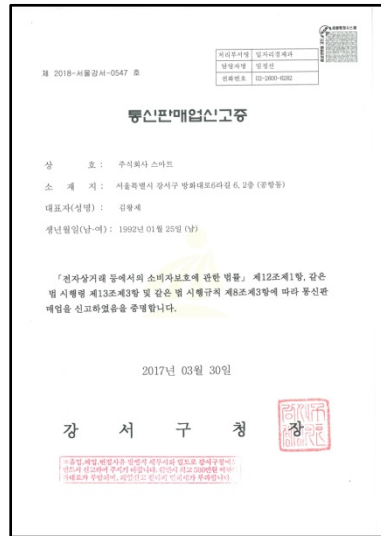 처리부서명 일자리경제과
담당자명
전화번호 02-2600-6282
제 2018-서울강서-0547 호
통신판매업신고증
상 호 : 주식회사 스마트
소 재 지 : 서울특별시 강서구 방화대로6라길 6, 2층 (공항동)
대표자(성명) : 김황세
생년월일(남·여) : 1992년 01월 25일 (남)
「전자상거래 등에서의 소비자보호에 관한 법률」 제12조제1항, 같은
법 시행령 제13조제3항 및 같은 법 시행규칙 제8조제3항에 따라 통신판
매업을 신고하였음을 증명합니다.
2017년 03월 30일
강 서 구 청 장